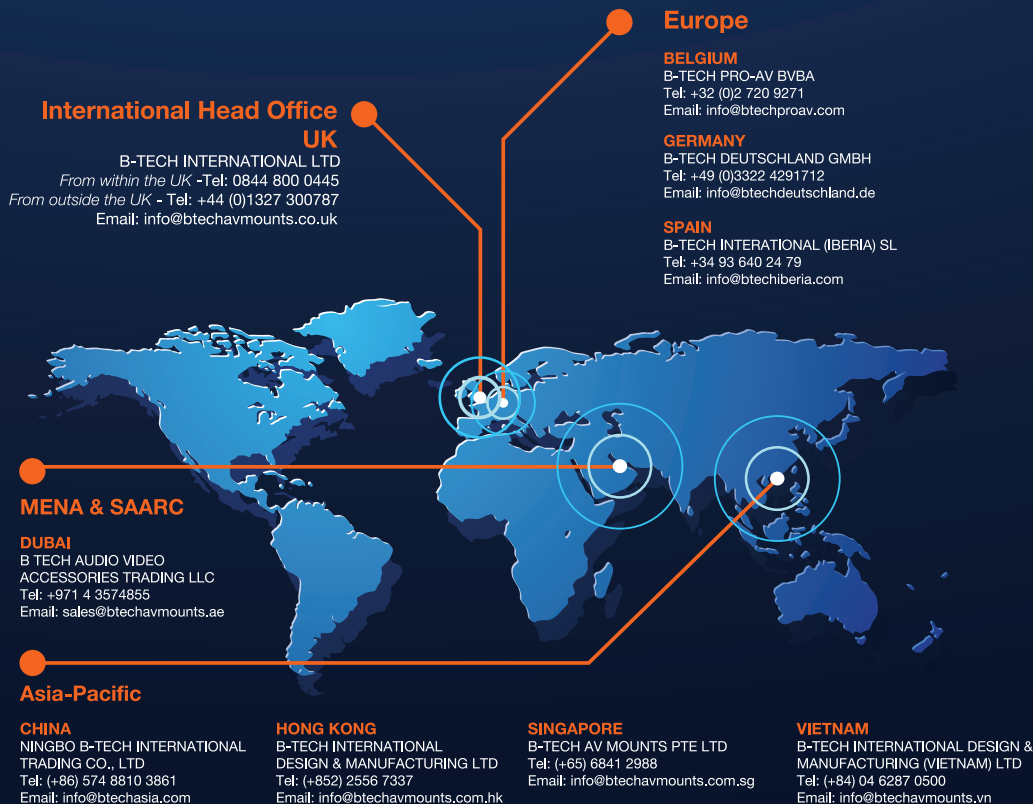 International Head Office
UK
B-TECH INTERNATIONAL LTD
From within the UK -Tel: 0844 800 0445
From outside the UK - Tel: +44 (0)1327 300787
Email: info@btechavmounts.co.uk
Europe
BELGIUM
B-TECH PRO-AV BVBA
Tel: +32 (0)2 720 9271
Email: info@btechproav.com
GERMANY
B-TECH DEUTSCHLAND GMBH
Tel: +49 (0)3322 4291712
Email: info@btechdeutschland.de
SPAIN
B-TECH INTERATIONAL (IBERIA) SL
Tel: +34 93 640 24 79
Email: info@btechiberia.com
MENA & SAARC
DUBAI
B TECH AUDIO VIDEO
ACCESSORIES TRADING LLC
Tel: +971 4 3574855
Email: sales@btechavmounts.ae
Asia-Pacific
CHINA
NINGBO B-TECH INTERNATIONAL
TRADING CO., LTD
Tel: (+86) 574 8810 3861
Email: info@btechasia.com
HONG KONG
B-TECH INTERNATIONAL
DESIGN & MANUFACTURING LTD
Tel: (+852) 2556 7337
Email: info@btechavmounts.com.hk
SINGAPORE
B-TECH AV MOUNTS PTE LTD
Tel: (+65) 6841 2988
Email: info@btechavmounts.com.sg
VIETNAM
B-TECH INTERNATIONAL DESIGN &
MANUFACTURING (VIETNAM) LTD
Tel: (+84) 04 6287 0500
Email: info@btechavmounts.vn